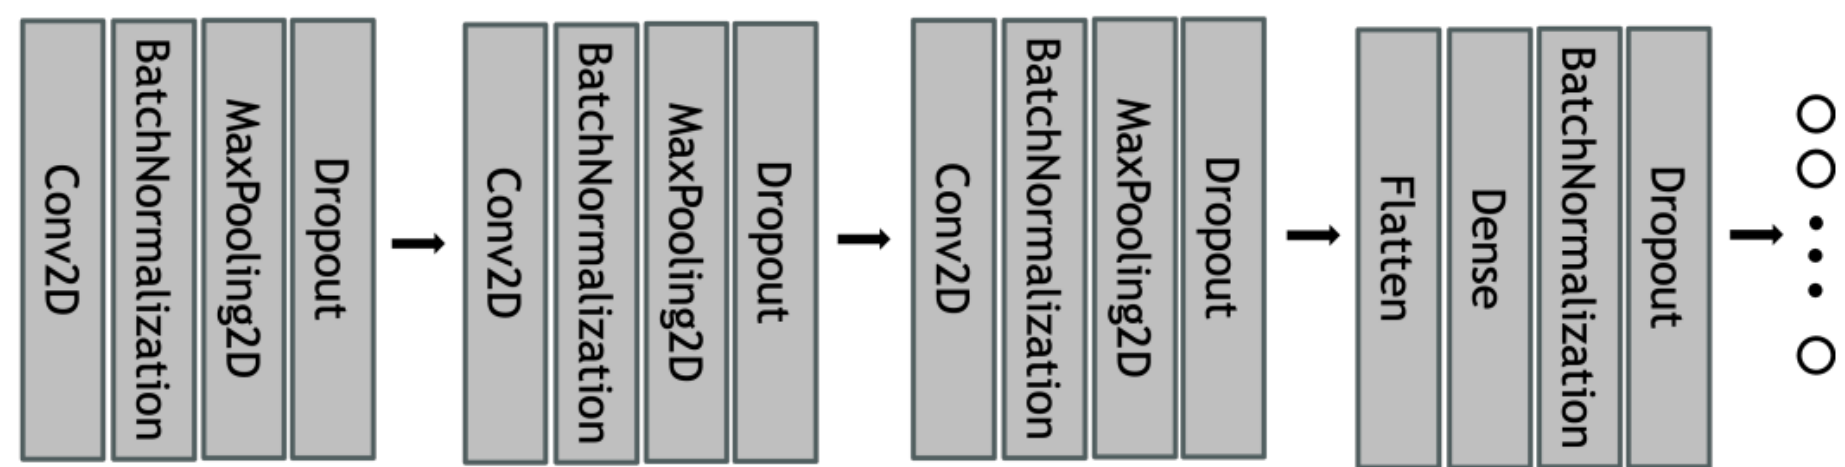 Conv2D
BatchNormalization
MaxPooling2D
Dropout
Conv2D
BatchNormalization
MaxPooling2D
Dropout
Conv2D
BatchNormalization
MaxPooling2D
Dropout
Flatten
Dense
BatchNormalization
Dropout